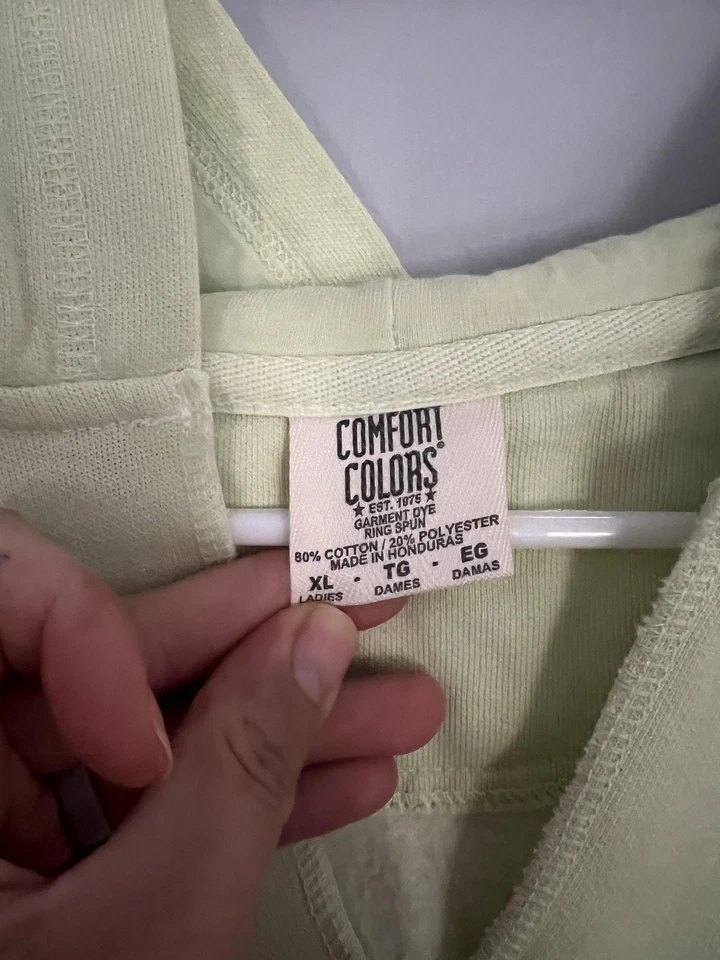 COMFORT
COLORS®
★ EST. 1975 ★
GARMENT DYE
RING SPUN
80% COTTON / 20% POLYESTER
MADE IN HONDURAS
XL - TG - EG
LADIES DAMES DAMAS